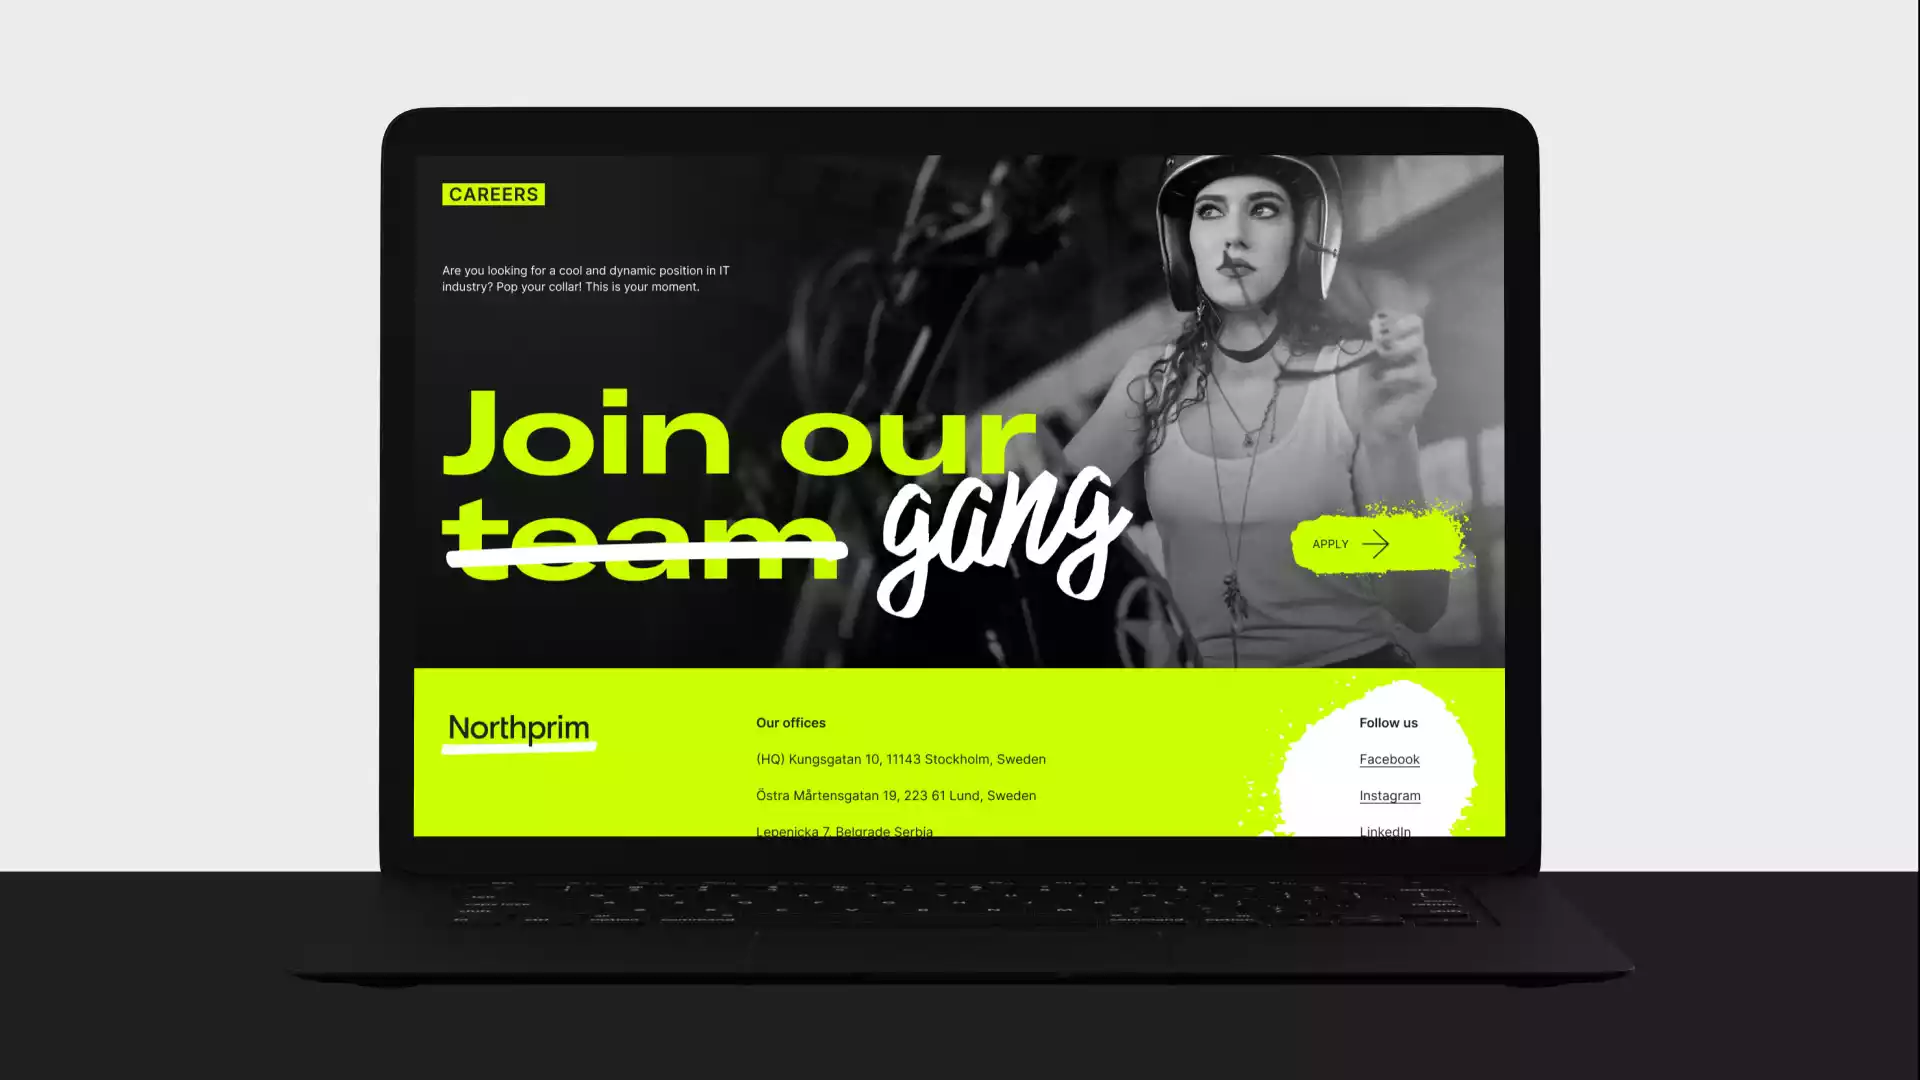 CAREERS
Are you looking for a cool and dynamic position in IT
industry? Pop your collar! This is your moment.
Join our
team gang
APPLY
Northprim
Our offices
(HQ) Kungsgatan 10, 11143 Stockholm, Sweden
Östra Mårtensgatan 19, 223 61 Lund, Sweden
Lepenicka 7, Belgrade Serbia
Follow us
Facebook
Instagram
LinkedIn